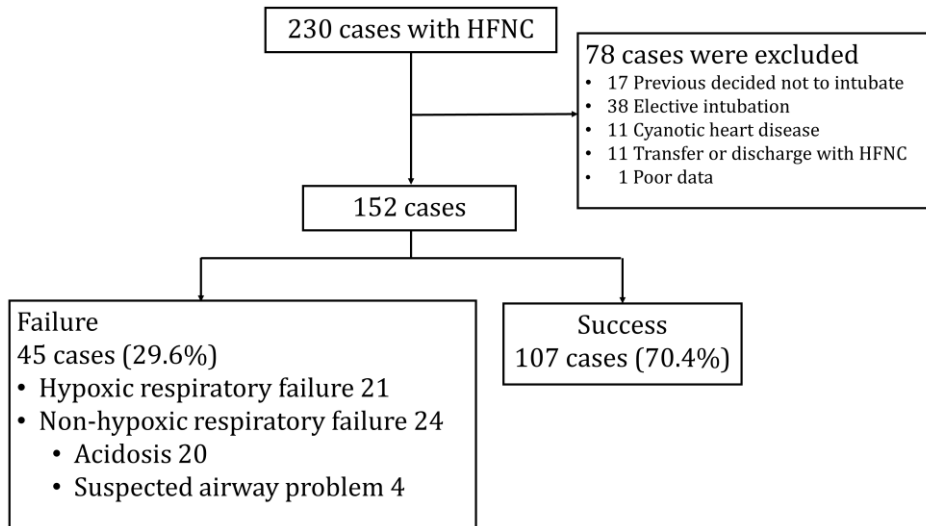 230 cases with HFNC
78 cases were excluded
• 17 Previous decided not to intubate
• 38 Elective intubation
• 11 Cyanotic heart disease
• 11 Transfer or discharge with HFNC
• 1 Poor data
152 cases
Failure
45 cases (29.6%)
• Hypoxic respiratory failure 21
• Non-hypoxic respiratory failure 24
• Acidosis 20
• Suspected airway problem 4
Success
107 cases (70.4%)